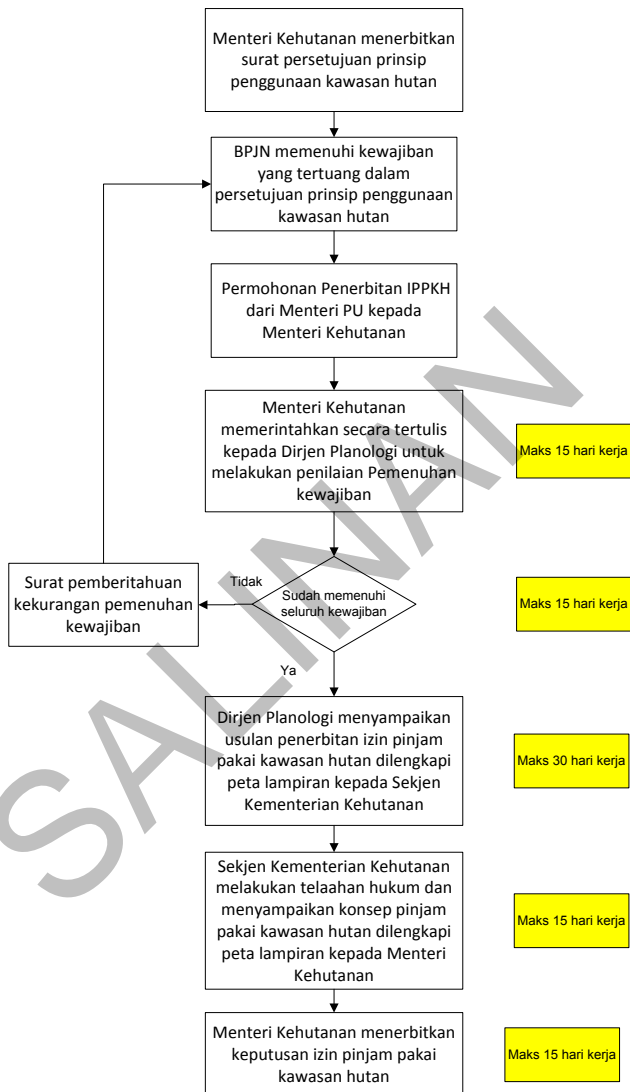 Menteri Kehutanan menerbitkan
surat persetujuan prinsip
penggunaan kawasan hutan
BPJN memenuhi kewajiban
yang tertuang dalam
persetujuan prinsip penggunaan
kawasan hutan
Permohonan Penerbitan IPPKH
dari Menteri PU kepada
Menteri Kehutanan
Menteri Kehutanan
memerintahkan secara tertulis
kepada Dirjen Planologi untuk
melakukan penilaian Pemenuhan
kewajiban
Maks 15 hari kerja
Surat pemberitahuan
kekurangan pemenuhan
kewajiban
Tidak
Sudah memenuhi
seluruh kewajiban
Maks 15 hari kerja
Ya
Dirjen Planologi menyampaikan
usulan penerbitan izin pinjam
pakai kawasan hutan dilengkapi
peta lampiran kepada Sekjen
Kementerian Kehutanan
Maks 30 hari kerja
Sekjen Kementerian Kehutanan
melakukan telaahan hukum dan
menyampaikan konsep pinjam
pakai kawasan hutan dilengkapi
peta lampiran kepada Menteri
Kehutanan
Maks 15 hari kerja
Menteri Kehutanan menerbitkan
keputusan izin pinjam pakai
kawasan hutan
Maks 15 hari kerja
SALINAN